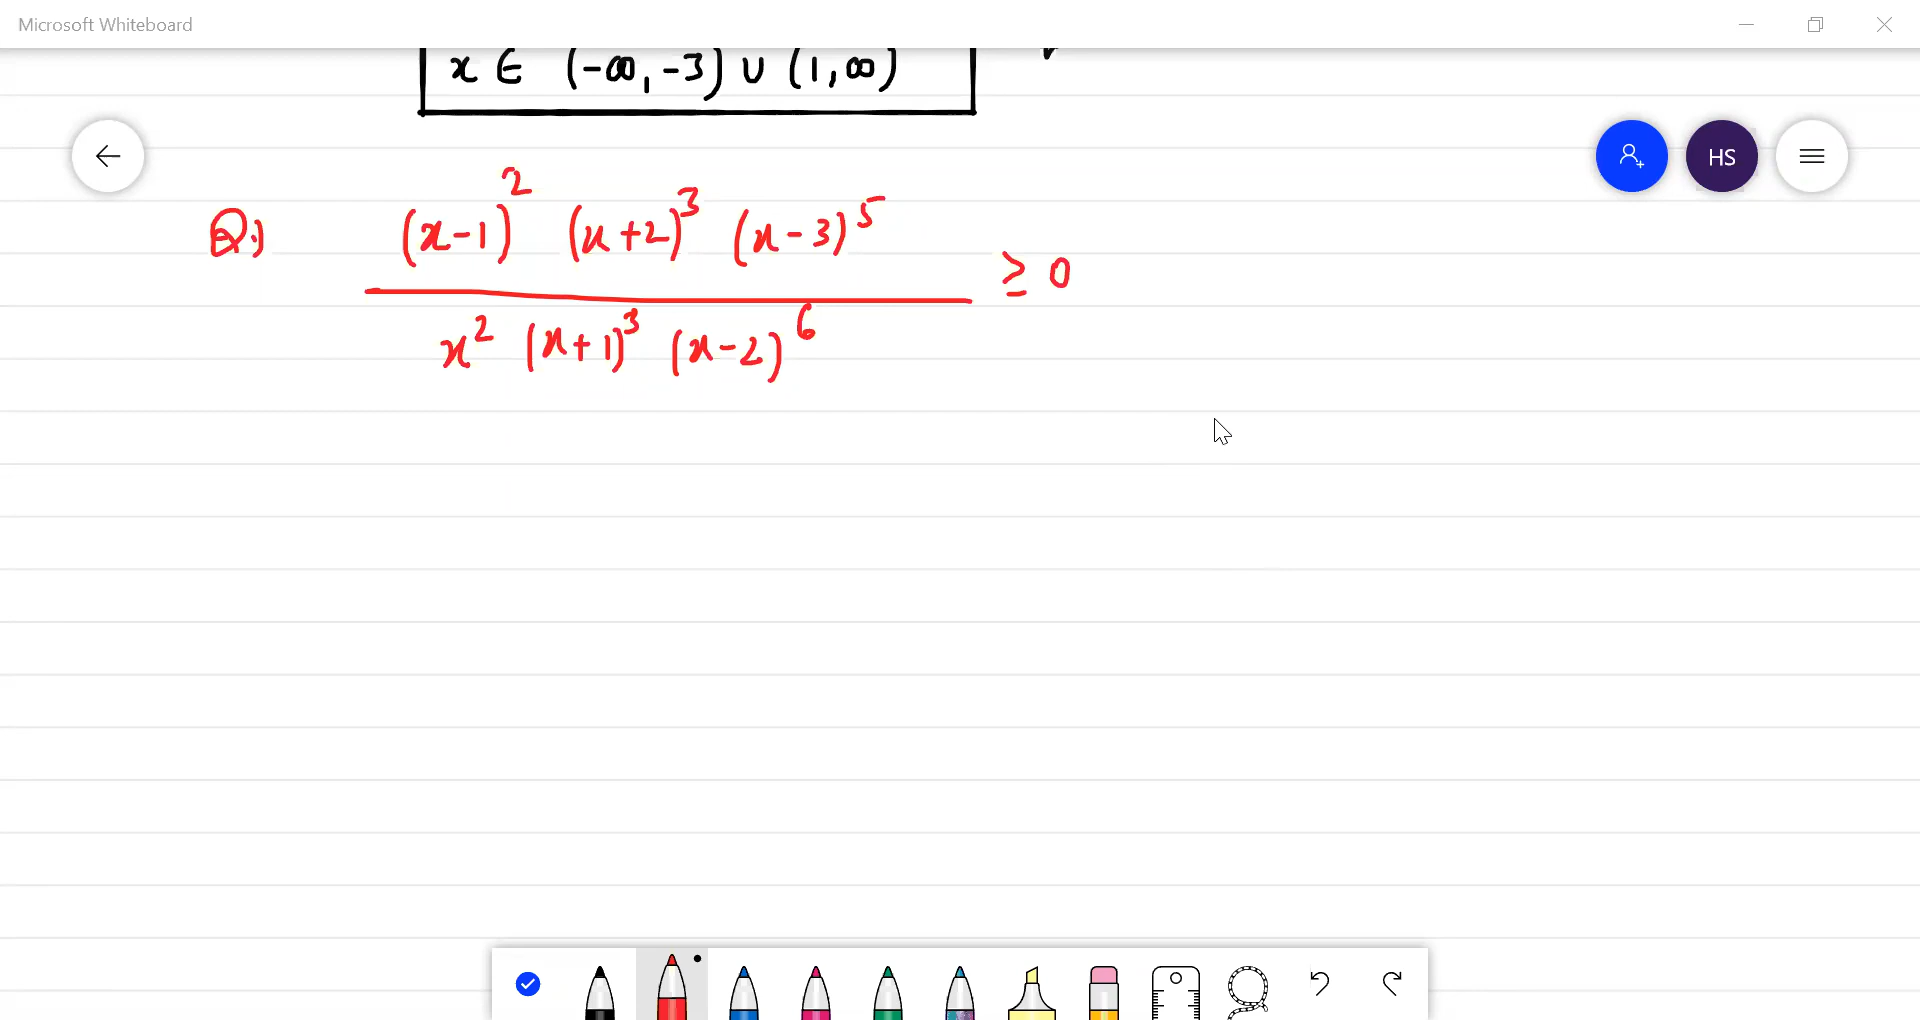 Microsoft Whiteboard
x ∈ (-∞, -3) ∪ (1, ∞)
HS
Q:) (x-1)² (x+2)³ (x-3)⁵
≥ 0
x² (x+1)³ (x-2)⁶